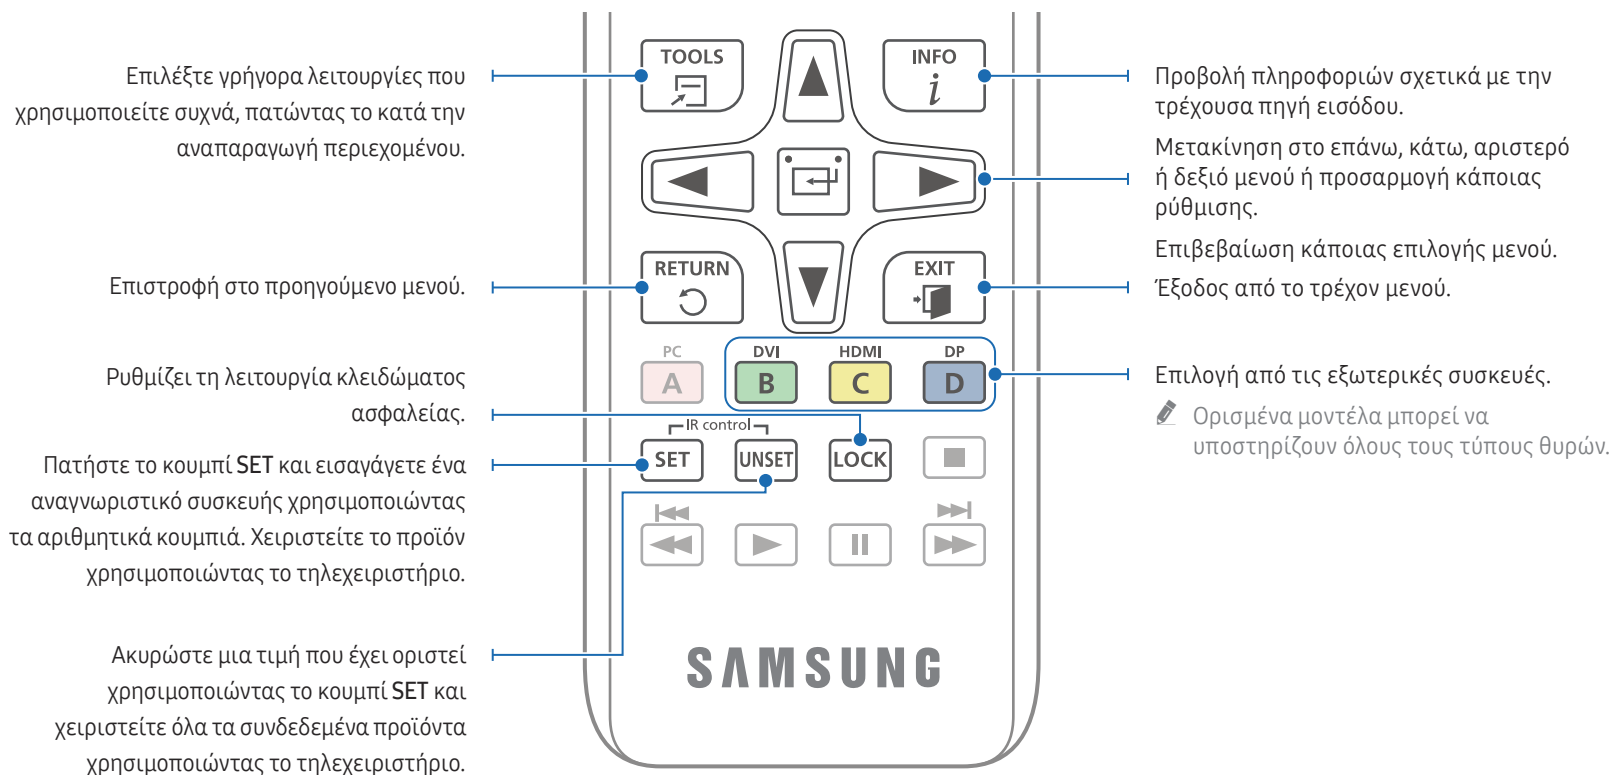 Επιλέξτε γρήγορα λειτουργίες που
χρησιμοποιείτε συχνά, πατώντας το κατά την
αναπαραγωγή περιεχομένου.
Επιστροφή στο προηγούμενο μενού.
Ρυθμίζει τη λειτουργία κλειδώματος
ασφαλείας.
Πατήστε το κουμπί SET και εισαγάγετε ένα
αναγνωριστικό συσκευής χρησιμοποιώντας
τα αριθμητικά κουμπιά. Χειριστείτε το προϊόν
χρησιμοποιώντας το τηλεχειριστήριο.
Ακυρώστε μια τιμή που έχει οριστεί
χρησιμοποιώντας το κουμπί SET και
χειριστείτε όλα τα συνδεδεμένα προϊόντα
χρησιμοποιώντας το τηλεχειριστήριο.
TOOLS
INFO
i
RETURN
EXIT
PC
DVI
HDMI
DP
A
B
C
D
IR control
SET
UNSET
LOCK
SAMSUNG
Προβολή πληροφοριών σχετικά με την
τρέχουσα πηγή εισόδου.
Μετακίνηση στο επάνω, κάτω, αριστερό
ή δεξιό μενού ή προσαρμογή κάποιας
ρύθμισης.
Επιβεβαίωση κάποιας επιλογής μενού.
Έξοδος από το τρέχον μενού.
Επιλογή από τις εξωτερικές συσκευές.
Ορισμένα μοντέλα μπορεί να
υποστηρίζουν όλους τους τύπους θυρών.